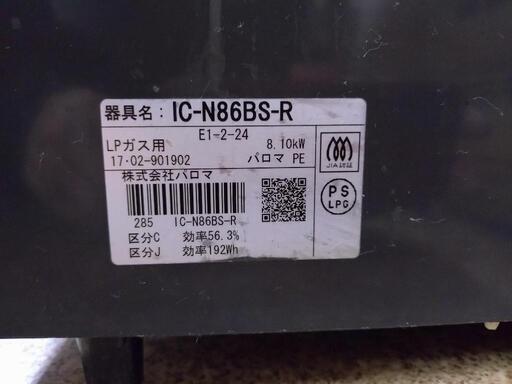 器具名：IC-N86BS-R
E1-2-24
LPガス用 8.10kW
17・02-901902 パロマ PE
JIA認証
株式会社パロマ
285 IC-N86BS-R
PS
LPG
区分C 効率56.3%
区分J 効率192Wh